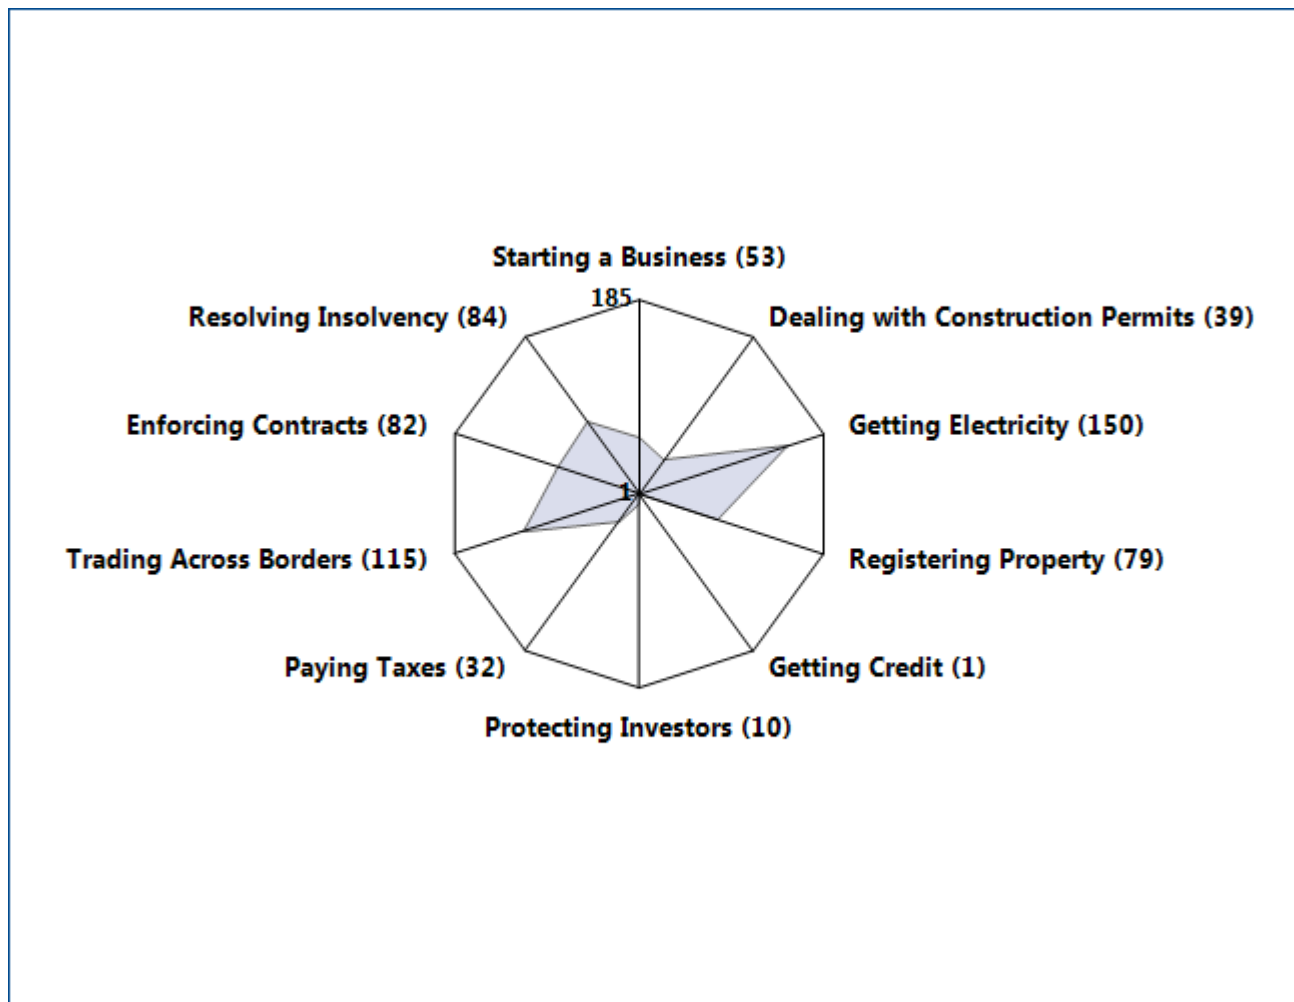 Starting a Business (53)
185
Resolving Insolvency (84)
Dealing with Construction Permits (39)
Enforcing Contracts (82)
Getting Electricity (150)
1
Trading Across Borders (115)
Registering Property (79)
Paying Taxes (32)
Getting Credit (1)
Protecting Investors (10)